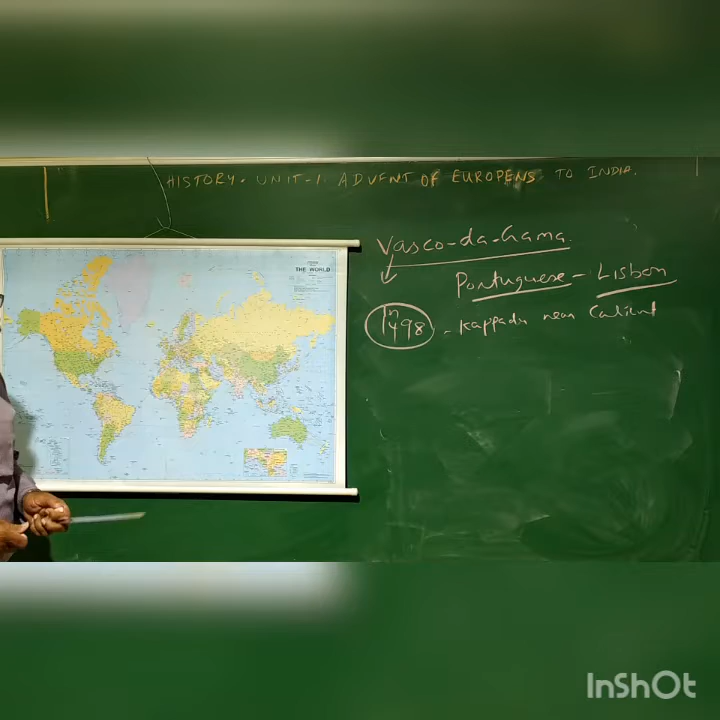 HISTORY. UNIT-1. ADVENT OF EUROPENS. TO INDIA.
Vasco-da-Gama.
Portuguese - Lisbon
In 1498 - Kappadu near Calicut
THE WORLD
InShOt